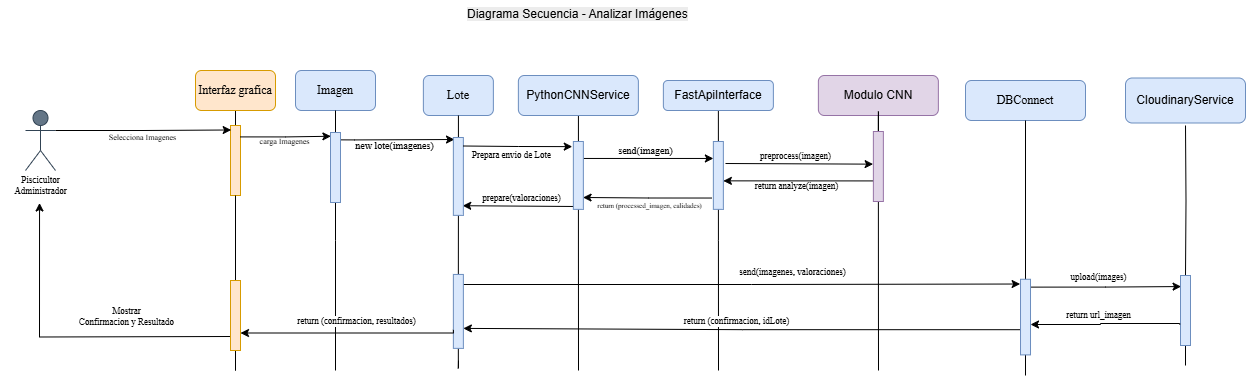 Diagrama Secuencia - Analizar Imágenes
Interfaz grafica
Imagen
Lote
PythonCNNService
FastApiInterface
Modulo CNN
DBConnect
CloudinaryService
Selecciona Imagenes
carga Imagenes
new lote(imagenes)
Prepara envio de Lote
send(imagen)
preprocess(imagen)
return analyze(imagen)
return (processed_imagen, calidades)
prepare(valoraciones)
Piscicultor
Administrador
send(imagenes, valoraciones)
upload(images)
return url_imagen
return (confirmacion, idLote)
return (confirmacion, resultados)
Mostrar
Confirmacion y Resultado